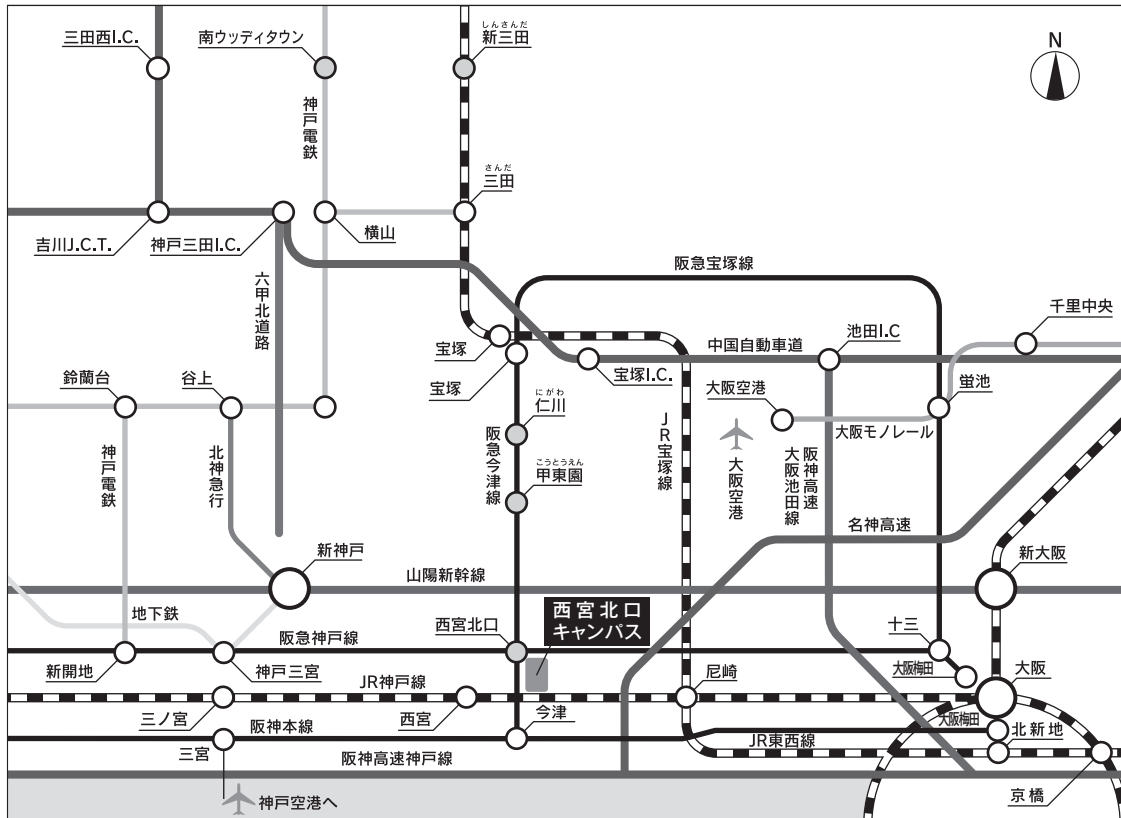 三田西I.C.
南ウッディタウン
しんさんだ
新三田
N
神戸電鉄
さんだ
三田
吉川J.C.T.
神戸三田I.C.
横山
六甲北道路
阪急宝塚線
千里中央
宝塚
中国自動車道
池田I.C
宝塚
宝塚I.C.
大阪空港
蛍池
鈴蘭台
谷上
にがわ
仁川
大阪モノレール
神戸電鉄
北神急行
阪急今津線
こうとうえん
甲東園
JR宝塚線
大阪空港
阪神高速
大阪池田線
名神高速
新神戸
新大阪
山陽新幹線
地下鉄
西宮北口
西宮北口
キャンパス
阪急神戸線
十三
新開地
神戸三宮
大阪梅田
大阪
JR神戸線
尼崎
三ノ宮
西宮
今津
大阪梅田
北新地
阪神本線
JR東西線
三宮
阪神高速神戸線
京橋
神戸空港へ